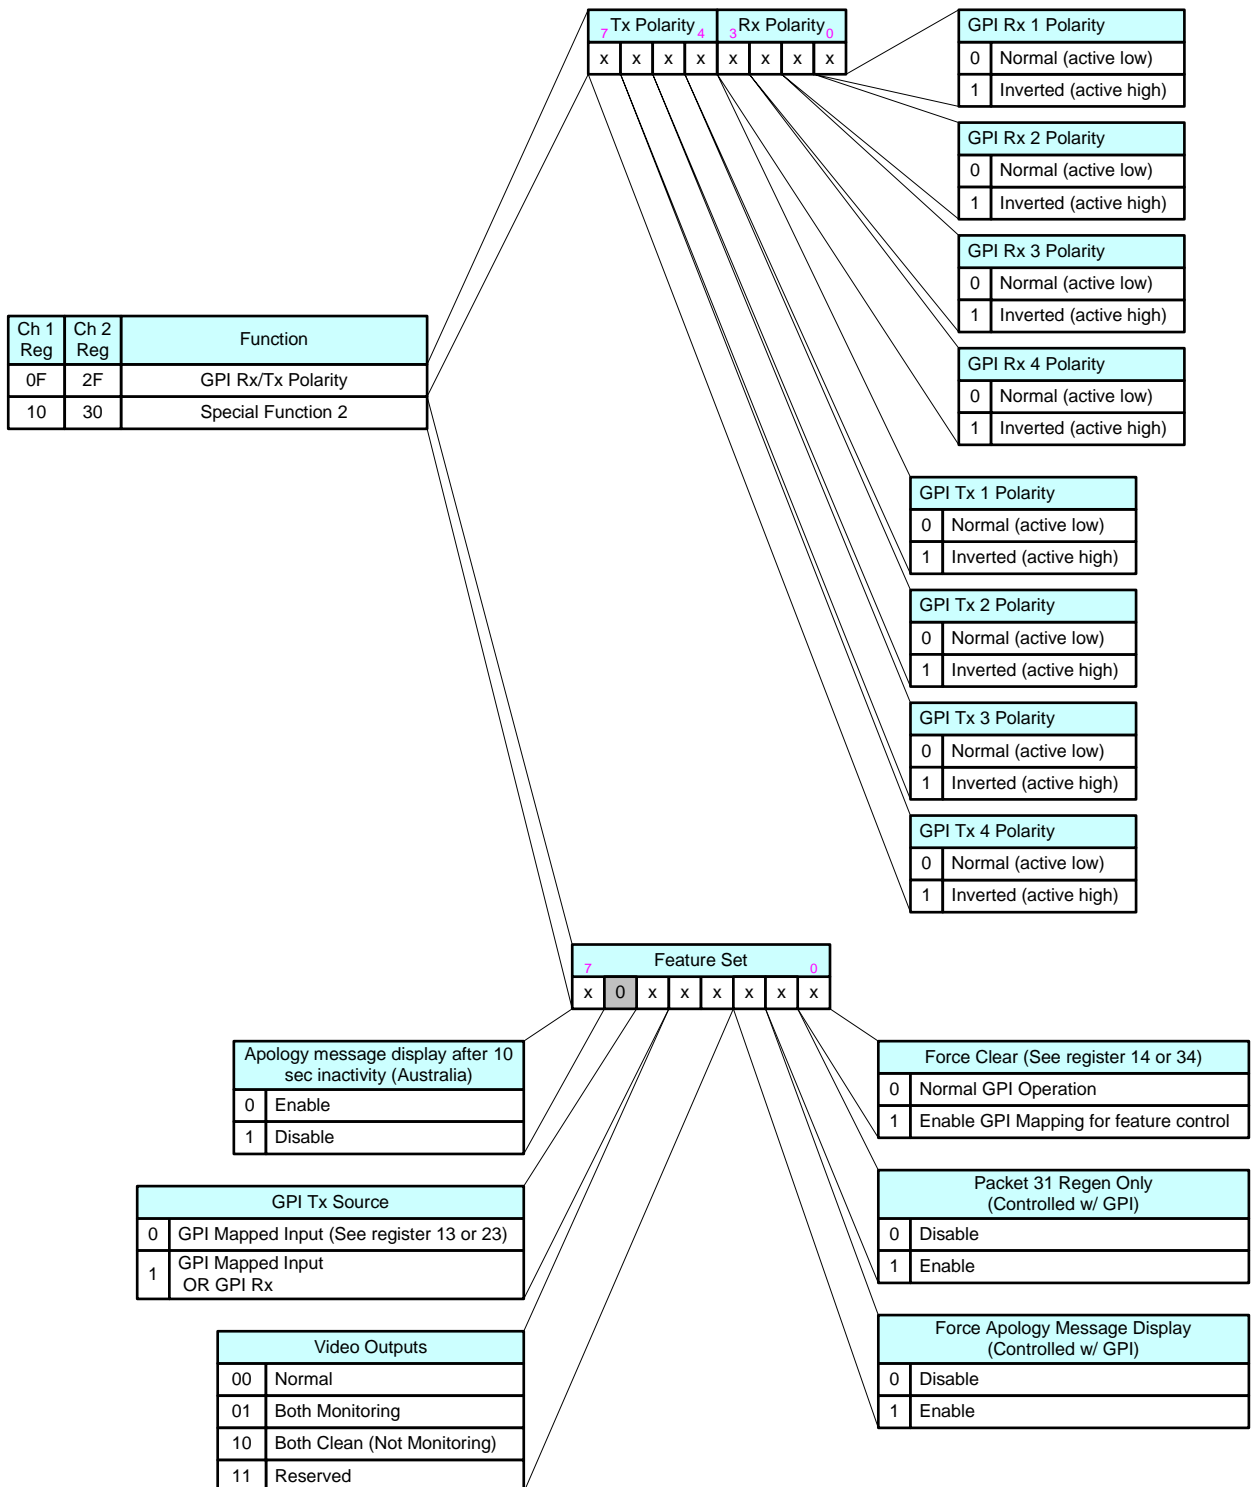 Tx Polarity Rx Polarity
7 4 3 0
x x x x x x x x
GPI Rx 1 Polarity
0 Normal (active low)
1 Inverted (active high)
GPI Rx 2 Polarity
0 Normal (active low)
1 Inverted (active high)
GPI Rx 3 Polarity
0 Normal (active low)
1 Inverted (active high)
GPI Rx 4 Polarity
0 Normal (active low)
1 Inverted (active high)
Ch 1 Reg Ch 2 Reg Function
0F 2F GPI Rx/Tx Polarity
10 30 Special Function 2
GPI Tx 1 Polarity
0 Normal (active low)
1 Inverted (active high)
GPI Tx 2 Polarity
0 Normal (active low)
1 Inverted (active high)
GPI Tx 3 Polarity
0 Normal (active low)
1 Inverted (active high)
GPI Tx 4 Polarity
0 Normal (active low)
1 Inverted (active high)
Feature Set
7 0
x 0 x x x x x x
Apology message display after 10
sec inactivity (Australia)
0 Enable
1 Disable
GPI Tx Source
0 GPI Mapped Input (See register 13 or 23)
1 GPI Mapped Input
OR GPI Rx
Video Outputs
00 Normal
01 Both Monitoring
10 Both Clean (Not Monitoring)
11 Reserved
Force Clear (See register 14 or 34)
0 Normal GPI Operation
1 Enable GPI Mapping for feature control
Packet 31 Regen Only
(Controlled w/ GPI)
0 Disable
1 Enable
Force Apology Message Display
(Controlled w/ GPI)
0 Disable
1 Enable